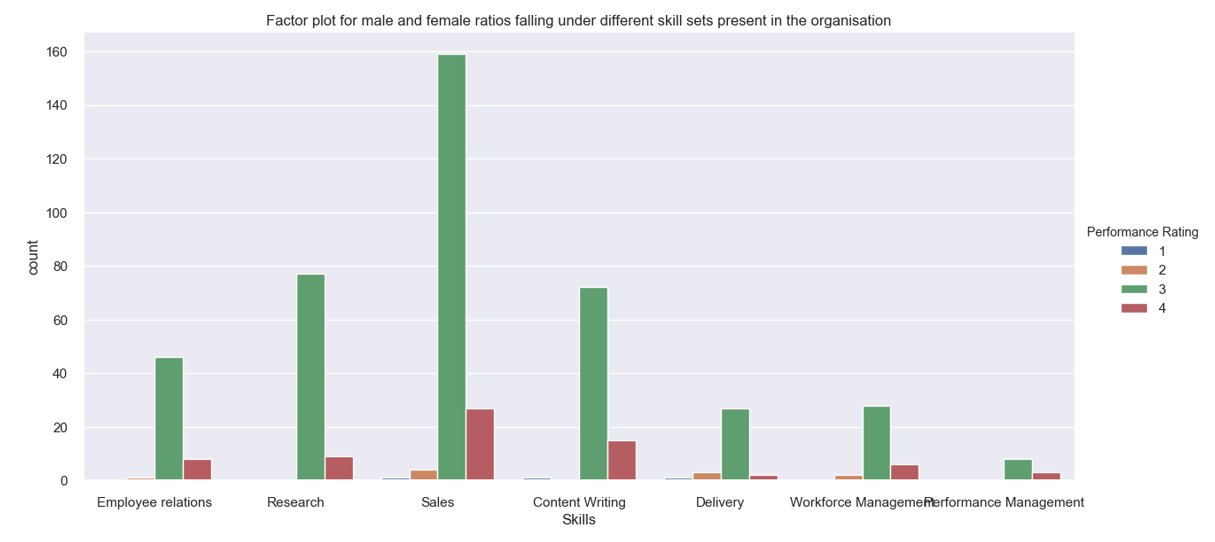 Factor plot for male and female ratios falling under different skill sets present in the organisation
160
140
120
100
80
60
40
20
0
count
Employee relations
Research
Sales
Content Writing
Delivery
Workforce Management
Performance Management
Skills
Performance Rating
1
2
3
4